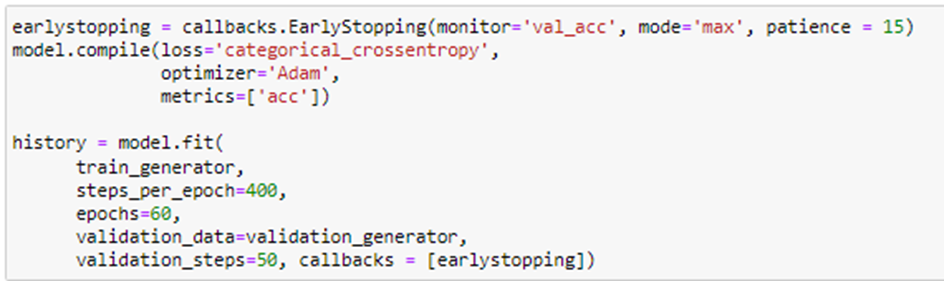 earlystopping = callbacks.EarlyStopping(monitor='val_acc', mode='max', patience = 15)
model.compile(loss='categorical_crossentropy',
              optimizer='Adam',
              metrics=['acc'])

history = model.fit(
      train_generator,
      steps_per_epoch=400,
      epochs=60,
      validation_data=validation_generator,
      validation_steps=50, callbacks = [earlystopping])